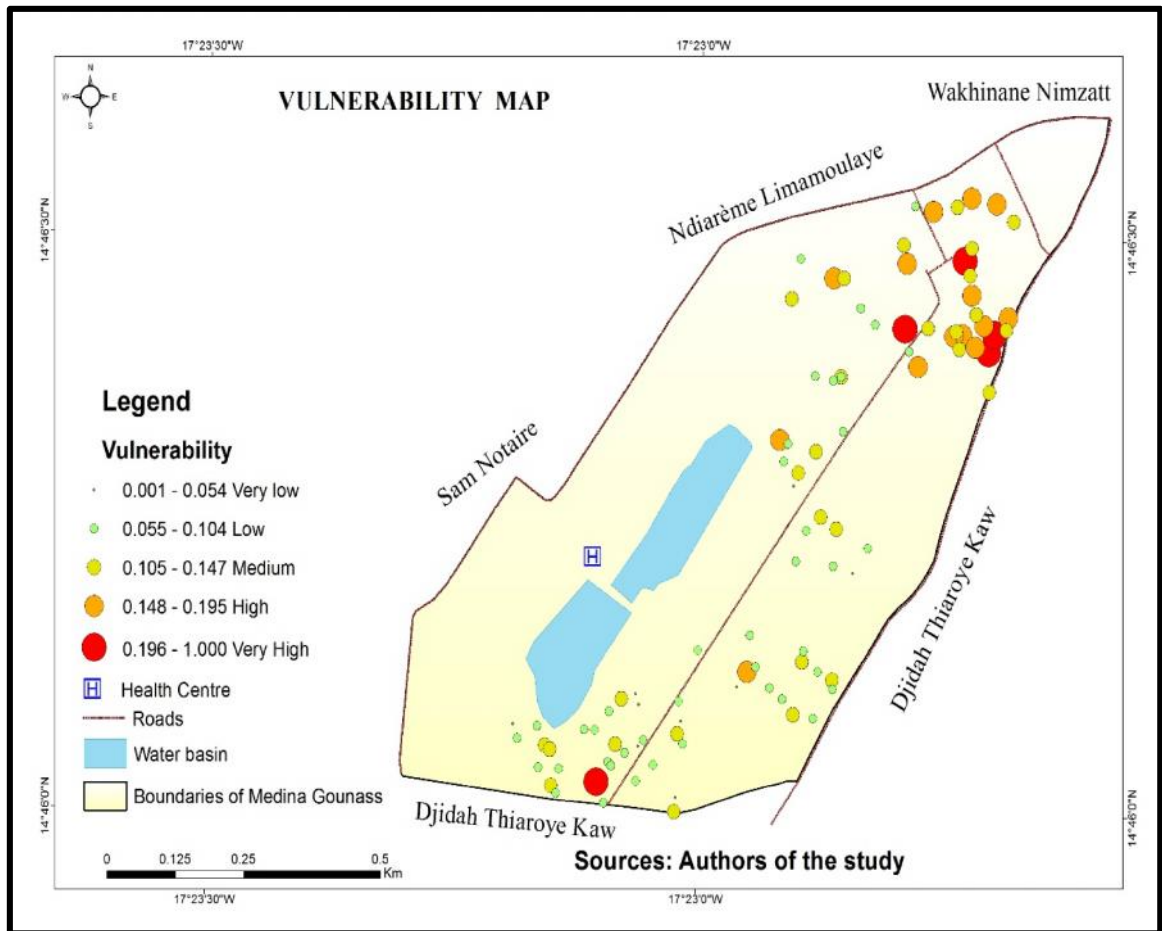 17°23'30"W
17°23'0"W
N
W
E
S
VULNERABILITY MAP
Wakhinane Nimzatt
Ndiarème Limamoulaye
14°46'30"N
14°46'30"N
Sam Notaire
Djidah Thiaroye Kaw
Legend
Vulnerability
0.001 - 0.054 Very low
0.055 - 0.104 Low
0.105 - 0.147 Medium
0.148 - 0.195 High
0.196 - 1.000 Very High
H
H Health Centre
Roads
Water basin
Boundaries of Medina Gounass
Djidah Thiaroye Kaw
14°46'0"N
14°46'0"N
0 0.125 0.25 0.5
Km
Sources: Authors of the study
17°23'30"W
17°23'0"W